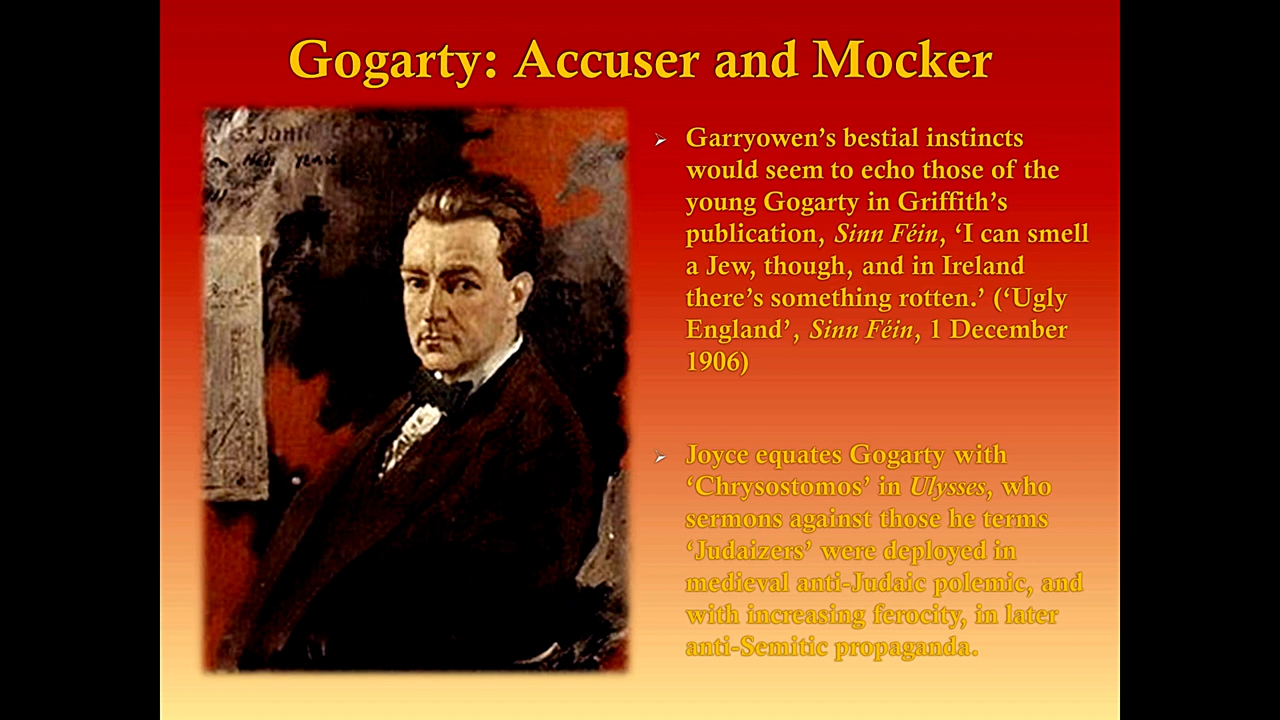 Gogarty: Accuser and Mocker
Garryowen’s bestial instincts
would seem to echo those of the
young Gogarty in Griffith’s
publication, Sinn Féin, ‘I can smell
a Jew, though, and in Ireland
there’s something rotten.’ (‘Ugly
England’, Sinn Féin, 1 December
1906)
Joyce equates Gogarty with
‘Chrysostomos’ in Ulysses, who
sermons against those he terms
‘Judaizers’ were deployed in
medieval anti-Judaic polemic, and
with increasing ferocity, in later
anti-Semitic propaganda.